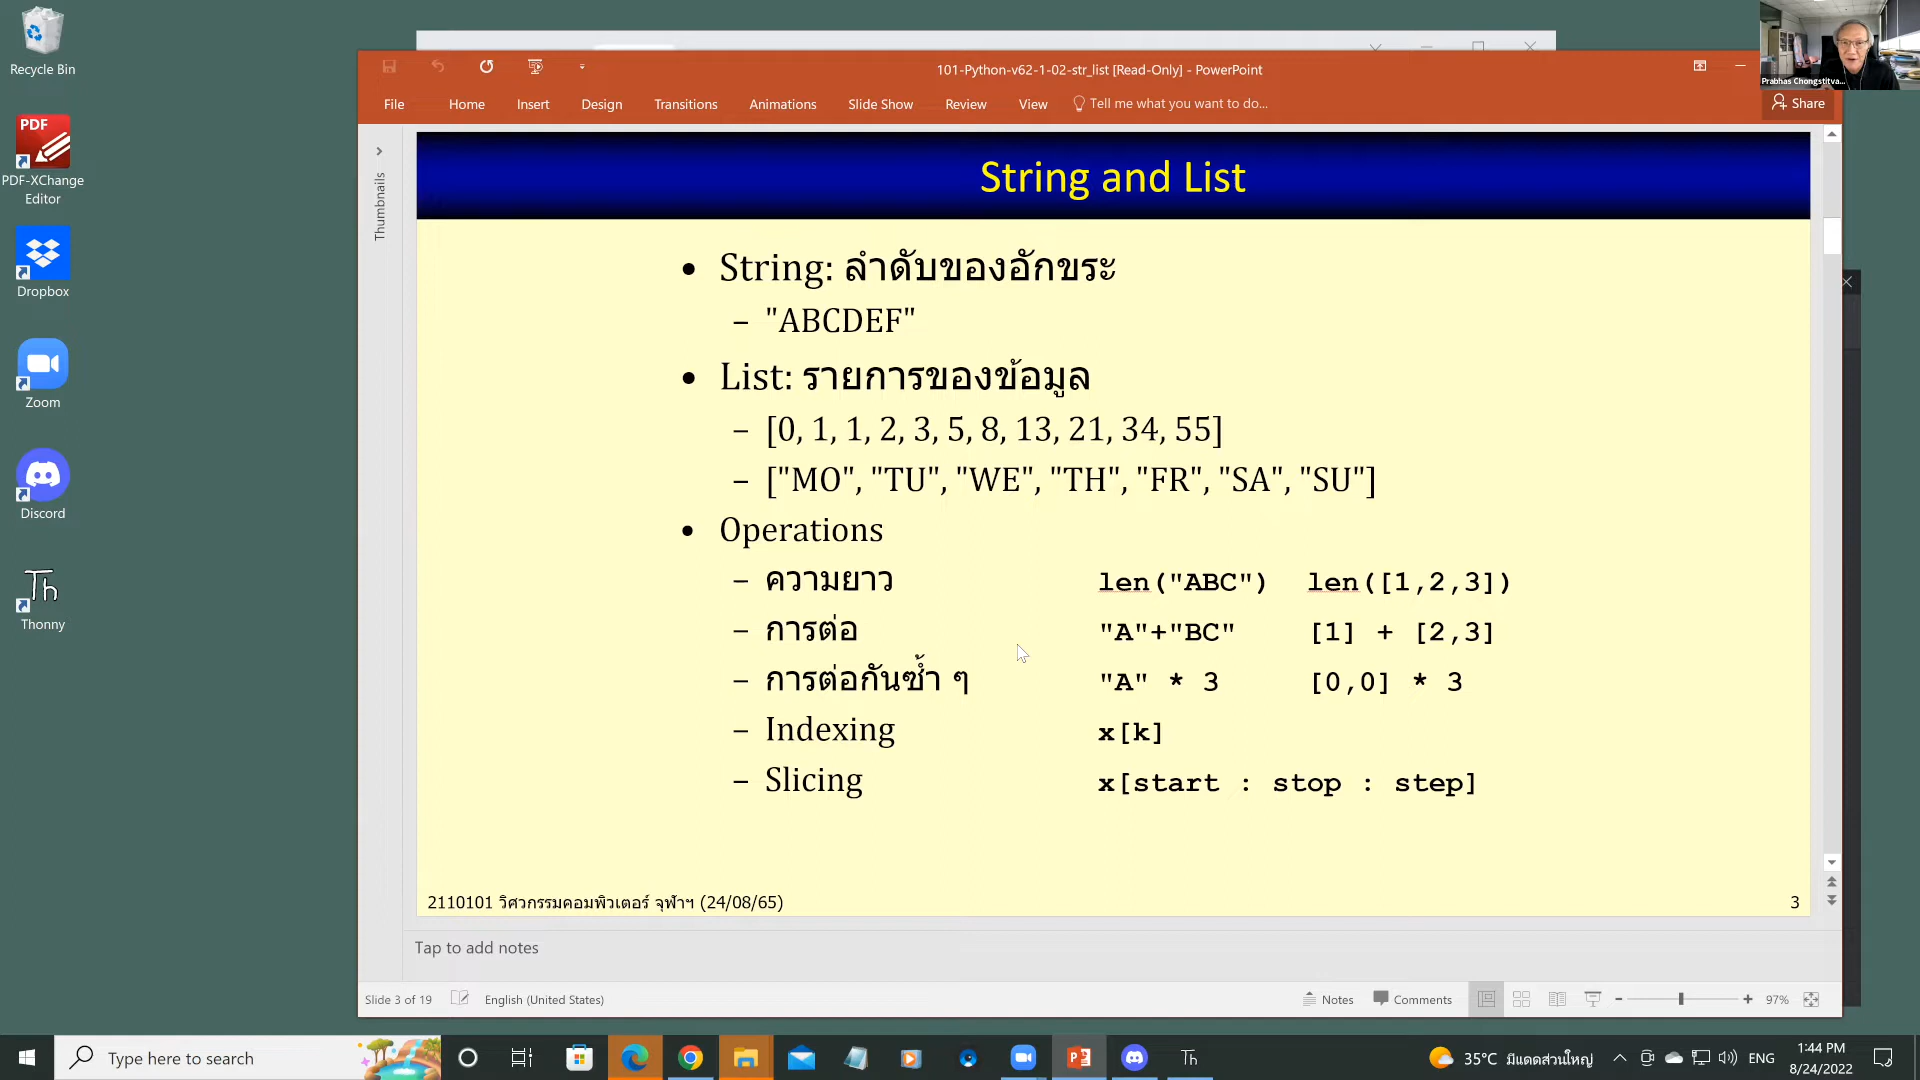 Recycle Bin
PDF
PDF-XChange
Editor
Dropbox
Zoom
Discord
Th
Thonny
101-Python-v62-1-02-str_list [Read-Only] - PowerPoint
File Home Insert Design Transitions Animations Slide Show Review View Tell me what you want to do...
Share
Thumbnails
String and List
• String: ลำดับของอักขระ
– "ABCDEF"
• List: รายการของข้อมูล
– [0, 1, 1, 2, 3, 5, 8, 13, 21, 34, 55]
– ["MO", "TU", "WE", "TH", "FR", "SA", "SU"]
• Operations
– ความยาว len("ABC") len([1,2,3])
– การต่อ "A"+"BC" [1] + [2,3]
– การต่อกันซ้ำ ๆ "A" * 3 [0,0] * 3
– Indexing x[k]
– Slicing x[start : stop : step]
2110101 วิศวกรรมคอมพิวเตอร์ จุฬาฯ (24/08/65) 3
Tap to add notes
Slide 3 of 19 English (United States) Notes Comments 97%
Type here to search
Th
35°C มีแดดส่วนใหญ่ ENG
1:44 PM
8/24/2022